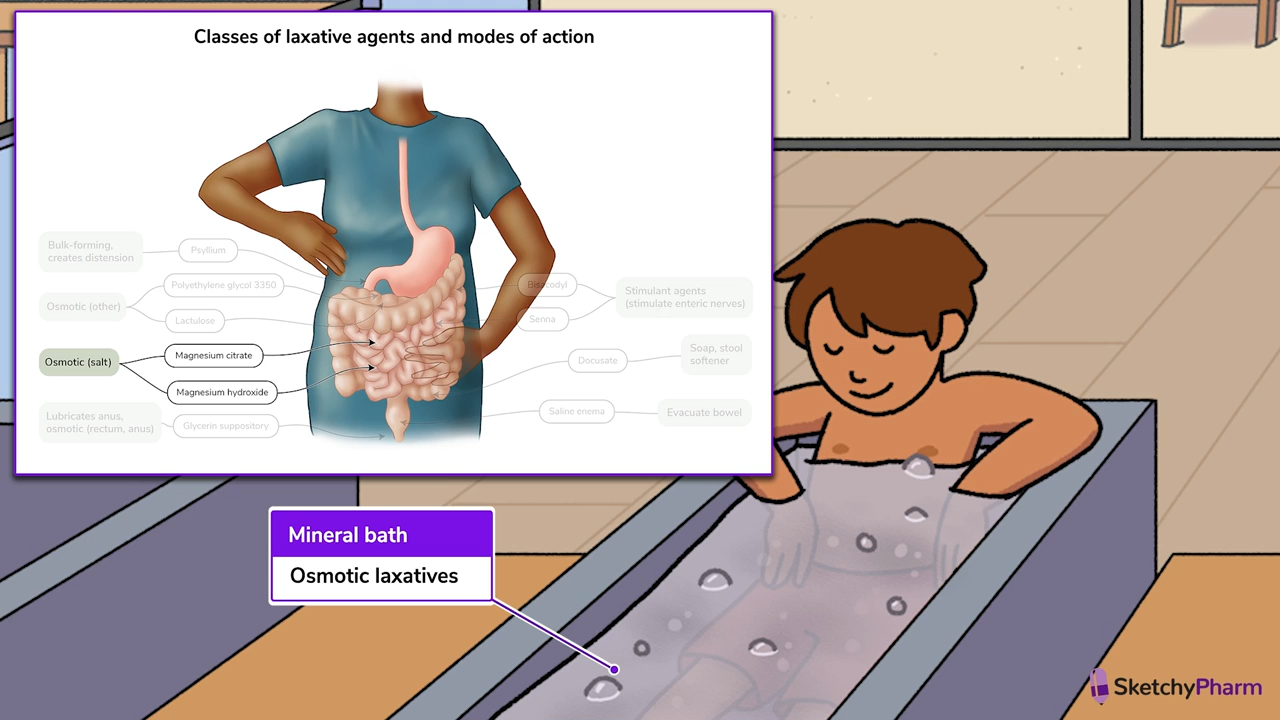 Classes of laxative agents and modes of action
Bulk-forming,
creates distension
Psyllium
Polyethylene glycol 3350
Osmotic (other)
Lactulose
Osmotic (salt)
Magnesium citrate
Magnesium hydroxide
Lubricates anus,
osmotic (rectum, anus)
Glycerin suppository
Bisacodyl
Stimulant agents
(stimulate enteric nerves)
Senna
Docusate
Soap, stool
softener
Saline enema
Evacuate bowel
Mineral bath
Osmotic laxatives
SketchyPharm